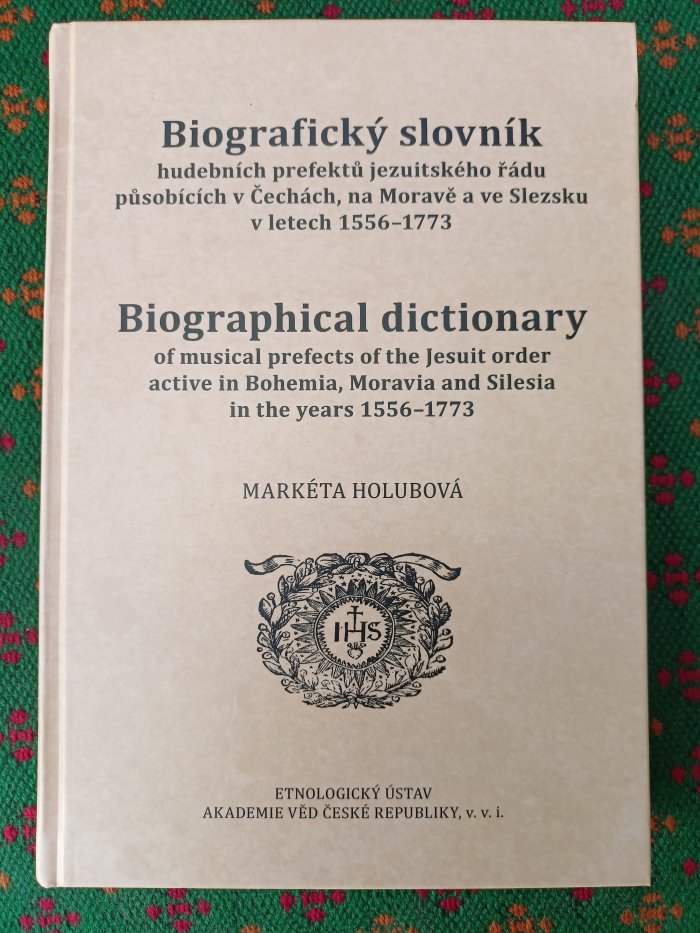 Biografický slovník
hudebních prefektů jezuitského řádu
působících v Čechách, na Moravě a ve Slezsku
v letech 1556–1773
Biographical dictionary
of musical prefects of the Jesuit order
active in Bohemia, Moravia and Silesia
in the years 1556–1773
MARKÉTA HOLUBOVÁ
IHS
ETNOLOGICKÝ ÚSTAV
AKADEMIE VĚD ČESKÉ REPUBLIKY, v. v. i.